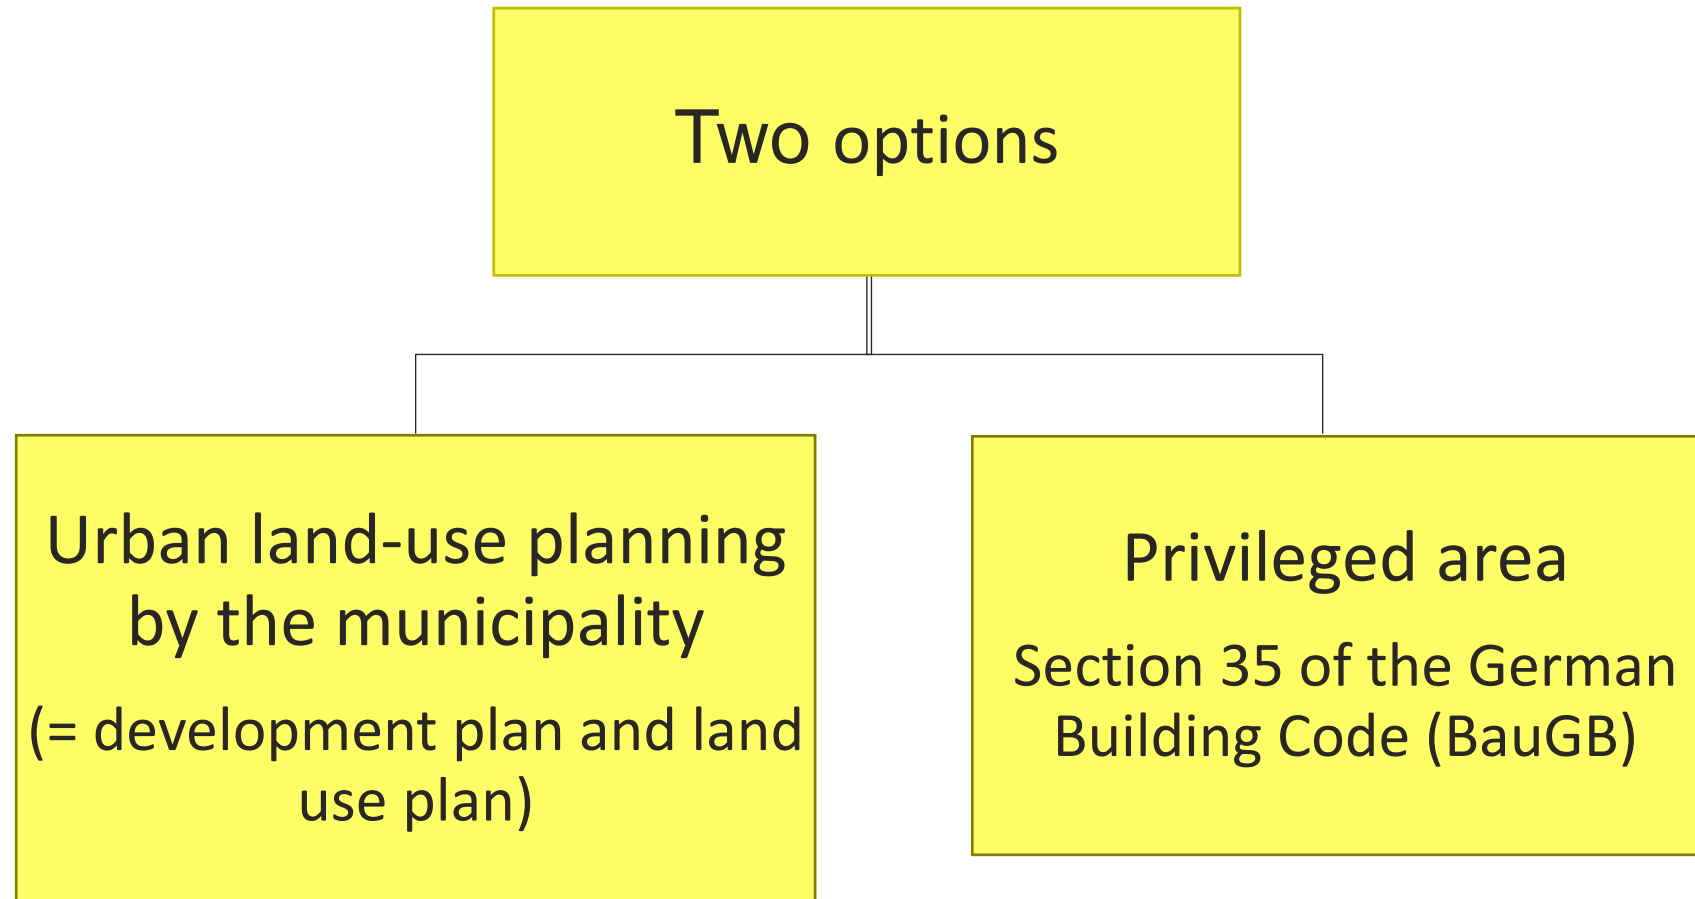 Two options
Urban land-use planning
by the municipality
(= development plan and land
use plan)
Privileged area
Section 35 of the German
Building Code (BauGB)